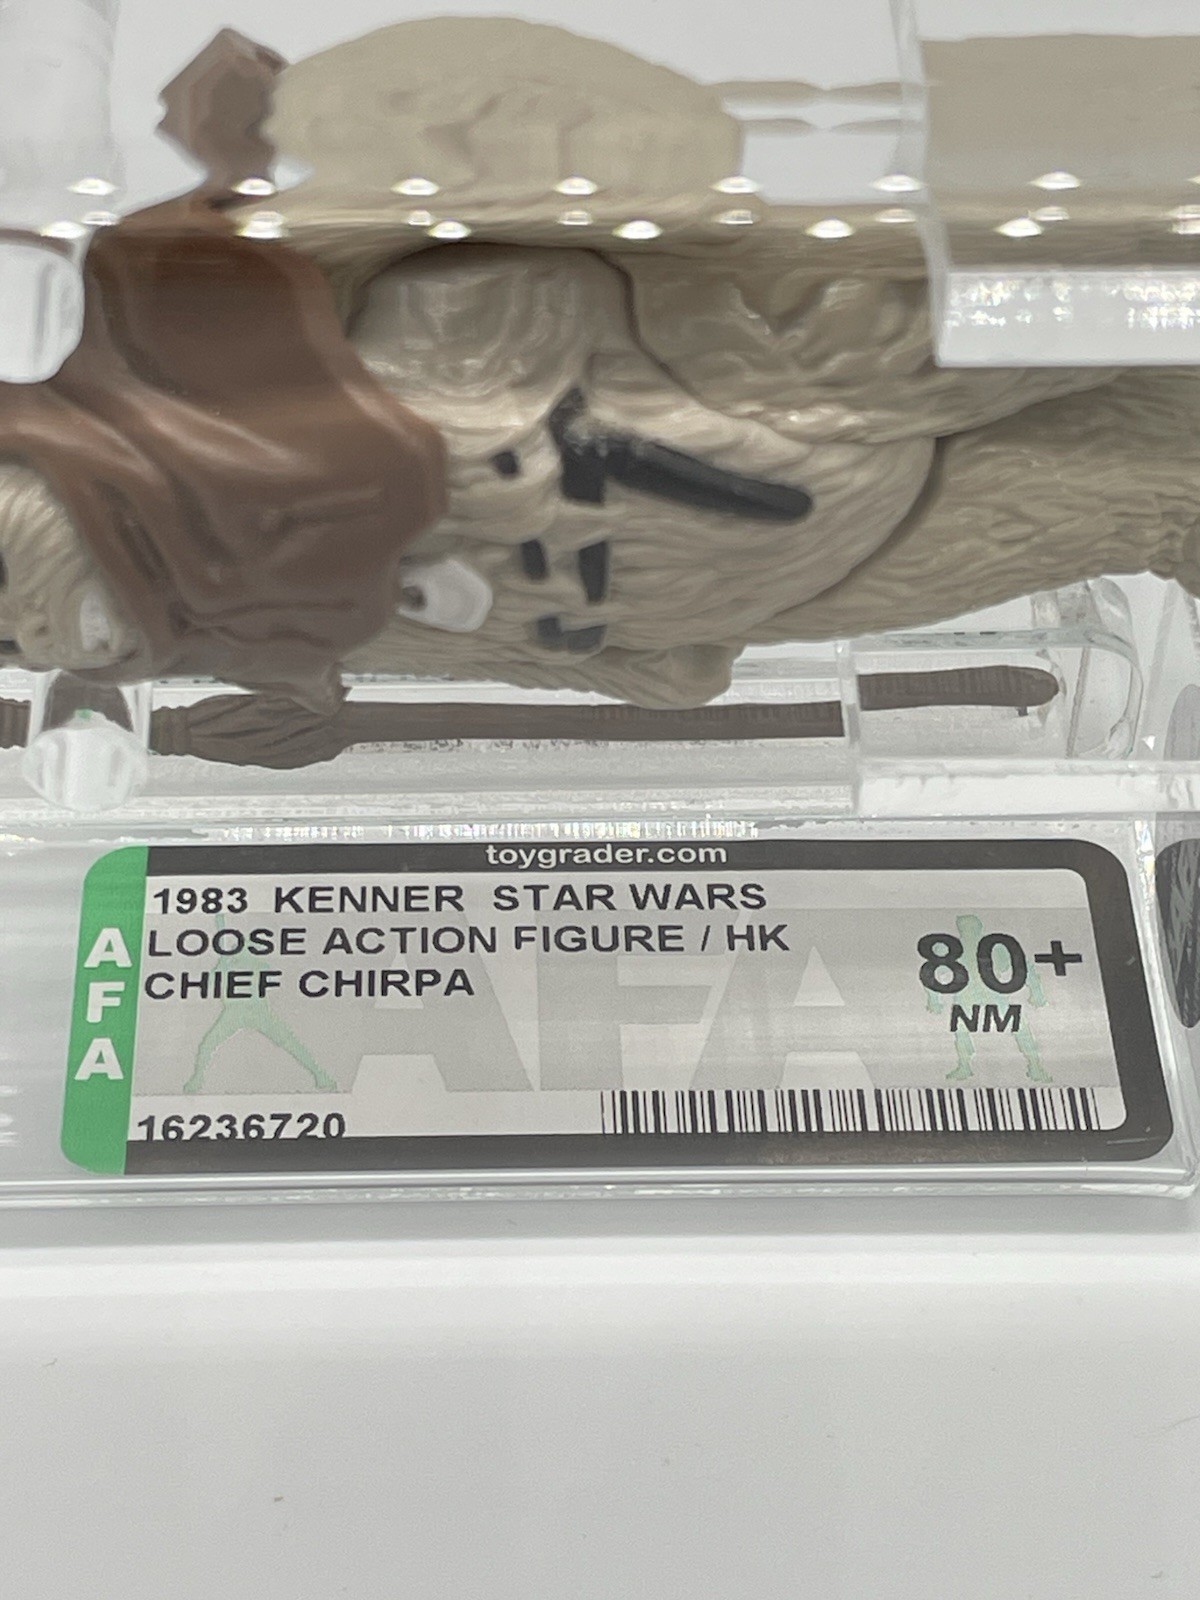 toygrader.com
1983 KENNER STAR WARS
LOOSE ACTION FIGURE / HK
CHIEF CHIRPA
80+
NM
AFA
AFA
16236720